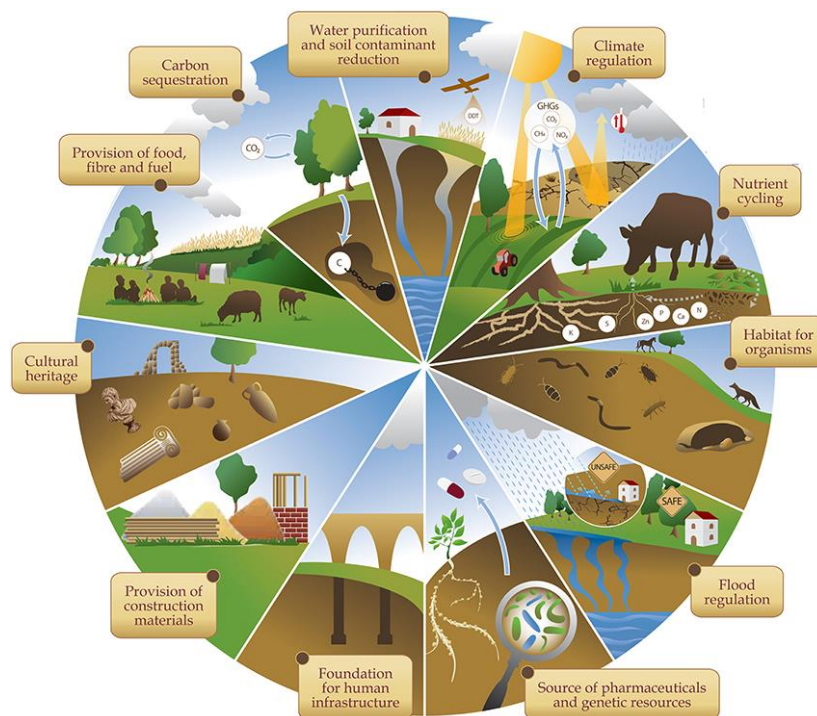 Water purification
and soil contaminant
reduction
Climate
regulation
Carbon
sequestration
Provision of food,
fibre and fuel
Nutrient
cycling
Habitat for
organisms
Cultural
heritage
Flood
regulation
Provision of
construction
materials
Foundation
for human
infrastructure
Source of pharmaceuticals
and genetic resources
DDT
GHGs
CO₂
CH₄
NOₓ
CO₂
C
K
S
Zn
P
Ca
N
UNSAFE
SAFE